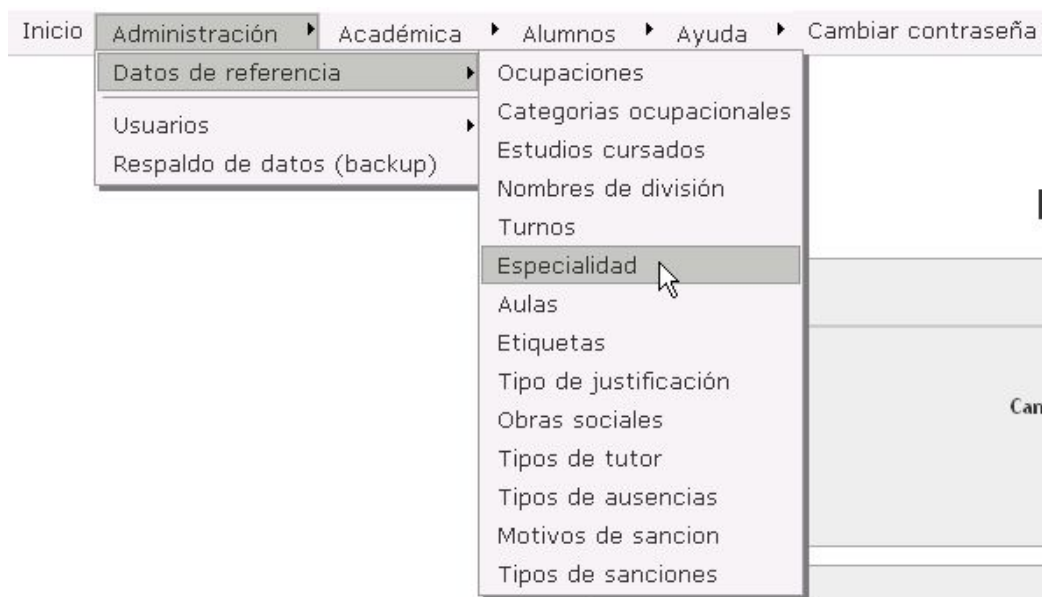 Inicio Administración Académica Alumnos Ayuda Cambiar contraseña
Datos de referencia
Usuarios
Respaldo de datos (backup)
Ocupaciones
Categorias ocupacionales
Estudios cursados
Nombres de división
Turnos
Especialidad
Aulas
Etiquetas
Tipo de justificación
Obras sociales
Tipos de tutor
Tipos de ausencias
Motivos de sancion
Tipos de sanciones